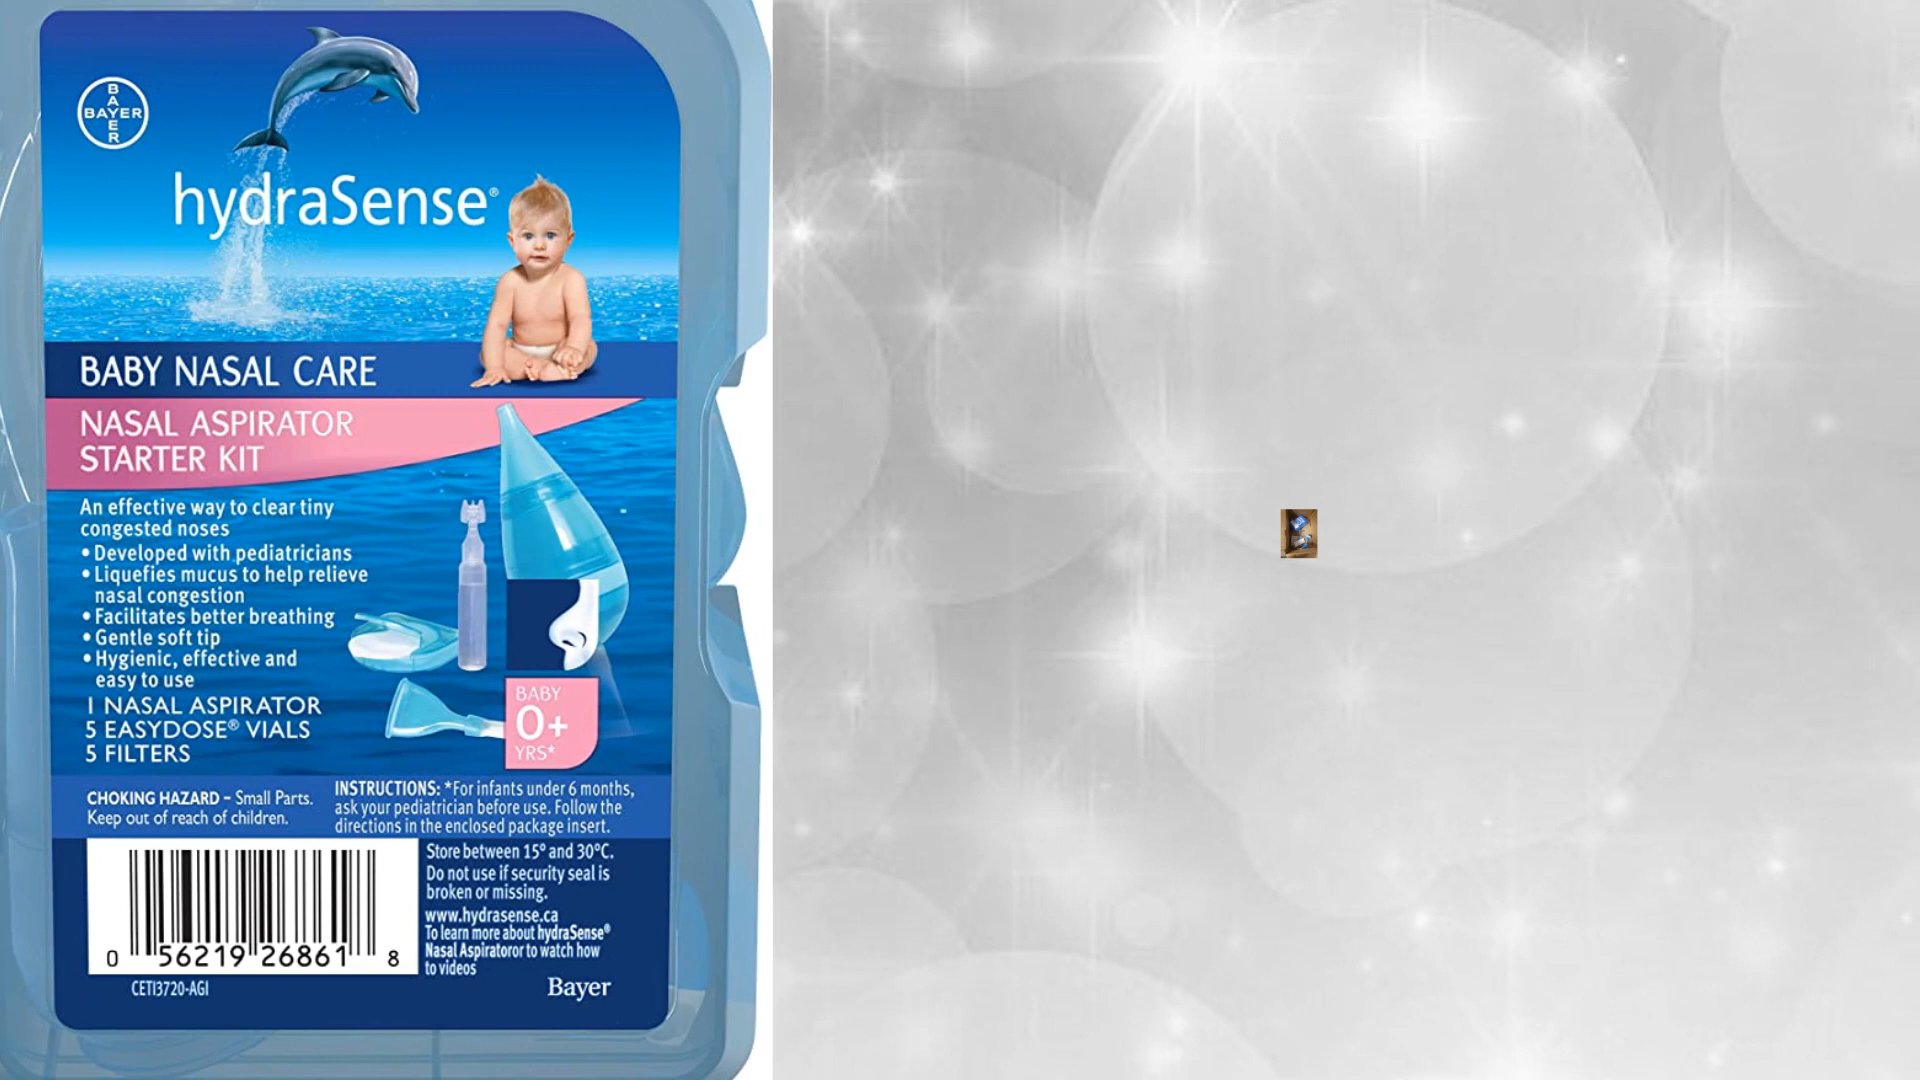 BAYER
BAYER
hydraSense®
BABY NASAL CARE
NASAL ASPIRATOR
STARTER KIT
An effective way to clear tiny
congested noses
• Developed with pediatricians
• Liquefies mucus to help relieve
nasal congestion
• Facilitates better breathing
• Gentle soft tip
• Hygienic, effective and
easy to use
1 NASAL ASPIRATOR
5 EASYDOSE® VIALS
5 FILTERS
BABY
0+
YRS*
CHOKING HAZARD – Small Parts.
Keep out of reach of children.
INSTRUCTIONS: *For infants under 6 months,
ask your pediatrician before use. Follow the
directions in the enclosed package insert.
Store between 15° and 30°C.
Do not use if security seal is
broken or missing.
www.hydrasense.ca
To learn more about hydraSense®
Nasal Aspiratoror to watch how
to videos
0 56219 26861 8
CETI3720-AGI
Bayer